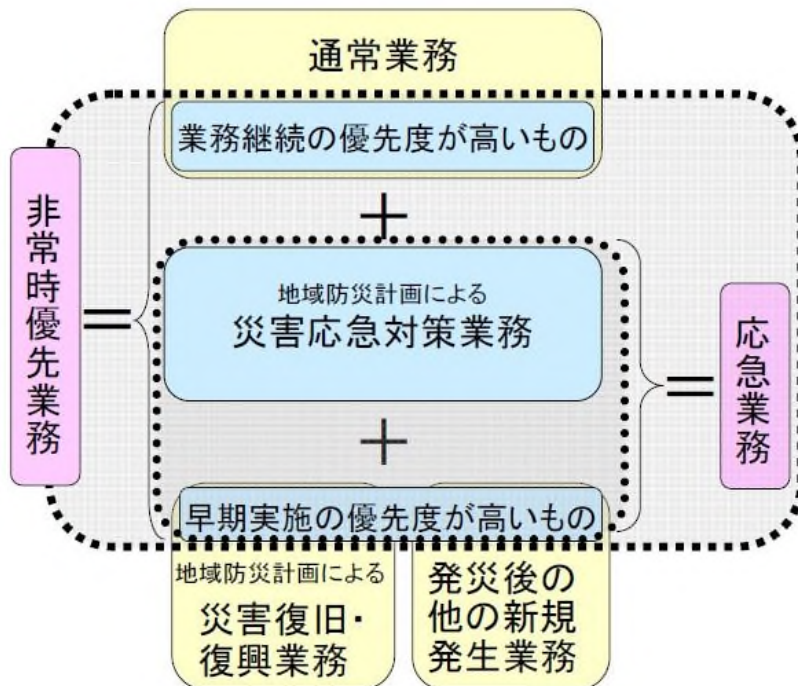 通常業務
業務継続の優先度が高いもの
+
非常時優先業務
=
地域防災計画による
災害応急対策業務
=
応急業務
+
早期実施の優先度が高いもの
地域防災計画による
災害復旧・
復興業務
発災後の
他の新規
発生業務